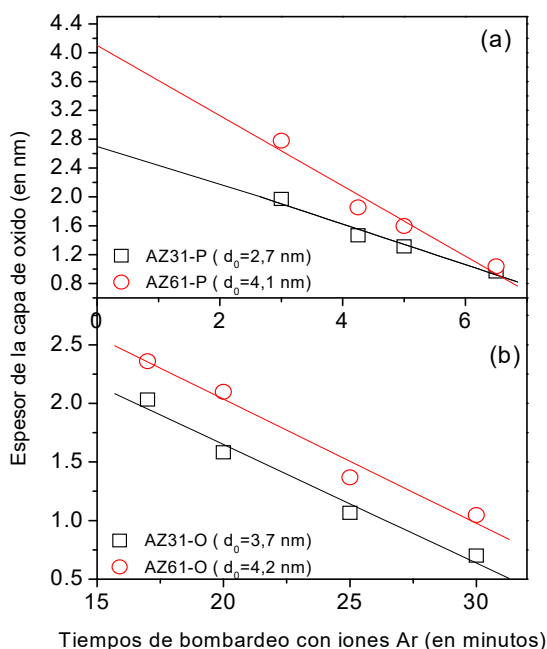 Espesor de la capa de oxido (en nm)
4.4
4.0
3.6
3.2
2.8
2.4
2.0
1.6
1.2
0.8
(a)
AZ31-P ( d₀=2,7 nm)
AZ61-P ( d₀=4,1 nm)
0 2 4 6
2.5
2.0
1.5
1.0
0.5
(b)
AZ31-O ( d₀=3,7 nm)
AZ61-O ( d₀=4,2 nm)
15 20 25 30
Tiempos de bombardeo con iones Ar (en minutos)